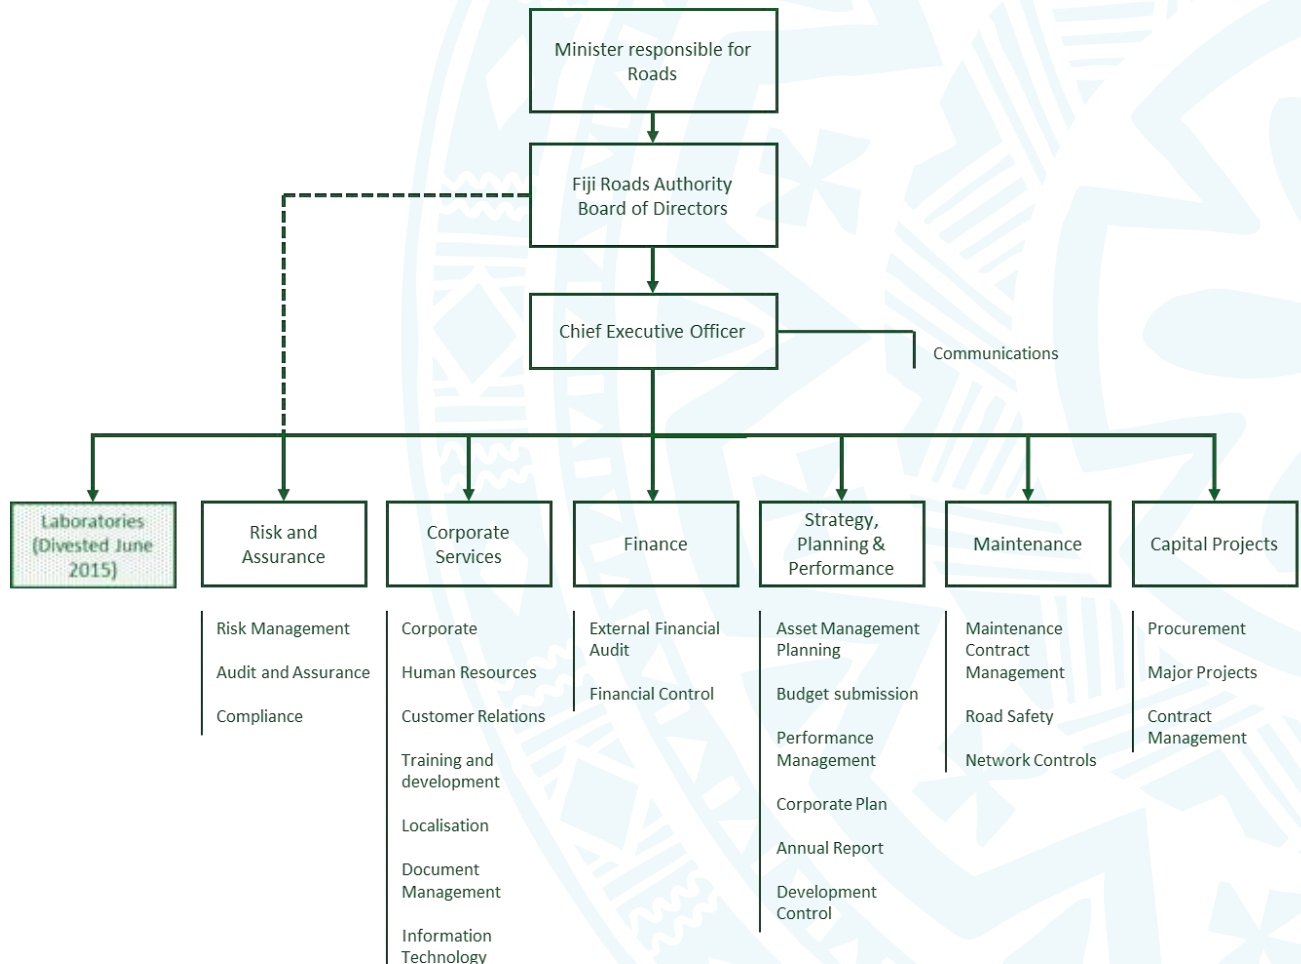 Minister responsible for
Roads
Fiji Roads Authority
Board of Directors
Chief Executive Officer
Communications
Laboratories
(Divested June
2015)
Risk and
Assurance
Corporate
Services
Finance
Strategy,
Planning &
Performance
Maintenance
Capital Projects
Risk Management
Audit and Assurance
Compliance
Corporate
Human Resources
Customer Relations
Training and
development
Localisation
Document
Management
Information
Technology
External Financial
Audit
Financial Control
Asset Management
Planning
Budget submission
Performance
Management
Corporate Plan
Annual Report
Development
Control
Maintenance
Contract
Management
Road Safety
Network Controls
Procurement
Major Projects
Contract
Management